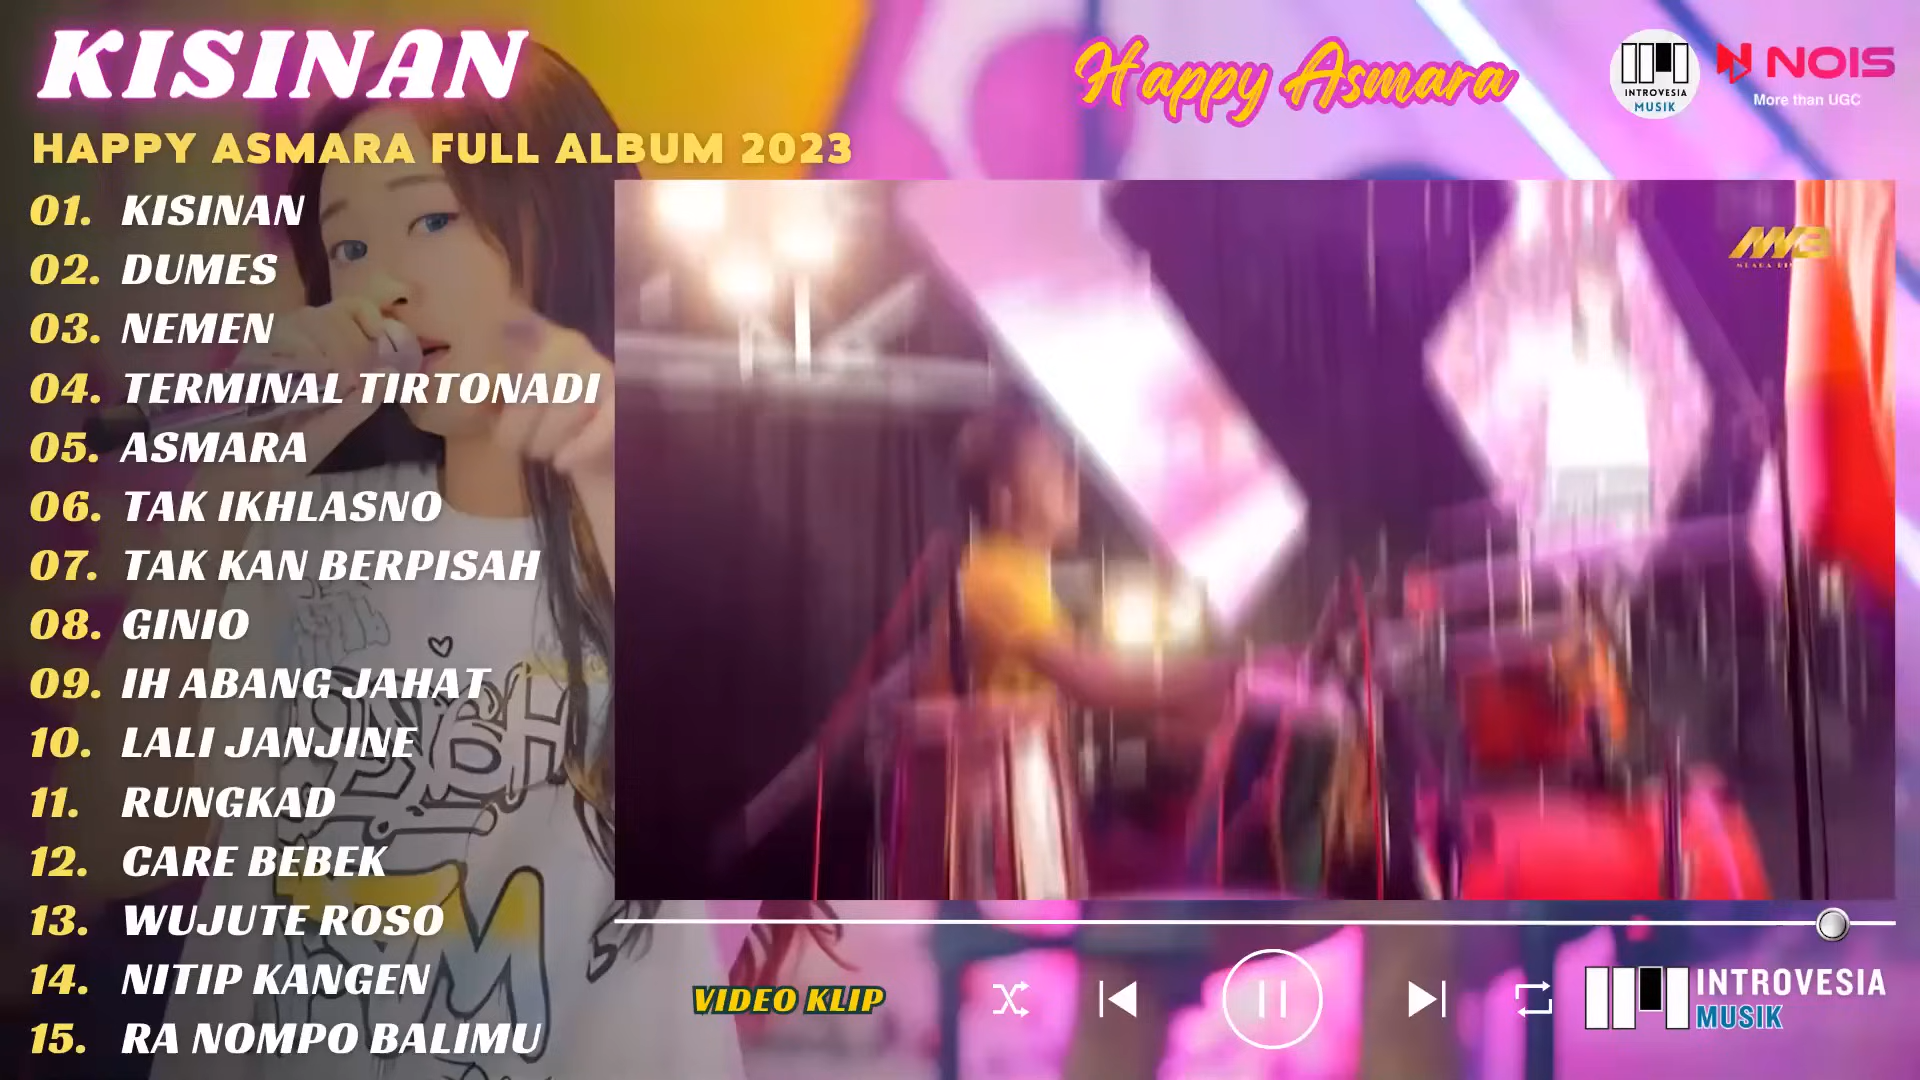 KISINAN
HAPPY ASMARA FULL ALBUM 2023
Happy Asmara
INTROVESIA
MUSIK
NOIS
More than UGC
01. KISINAN
02. DUMES
03. NEMEN
04. TERMINAL TIRTONADI
05. ASMARA
06. TAK IKHLASNO
07. TAK KAN BERPISAH
08. GINIO
09. IH ABANG JAHAT
10. LALI JANJINE
11. RUNGKAD
12. CARE BEBEK
13. WUJUTE ROSO
14. NITIP KANGEN
15. RA NOMPO BALIMU
VIDEO KLIP
INTROVESIA
MUSIK